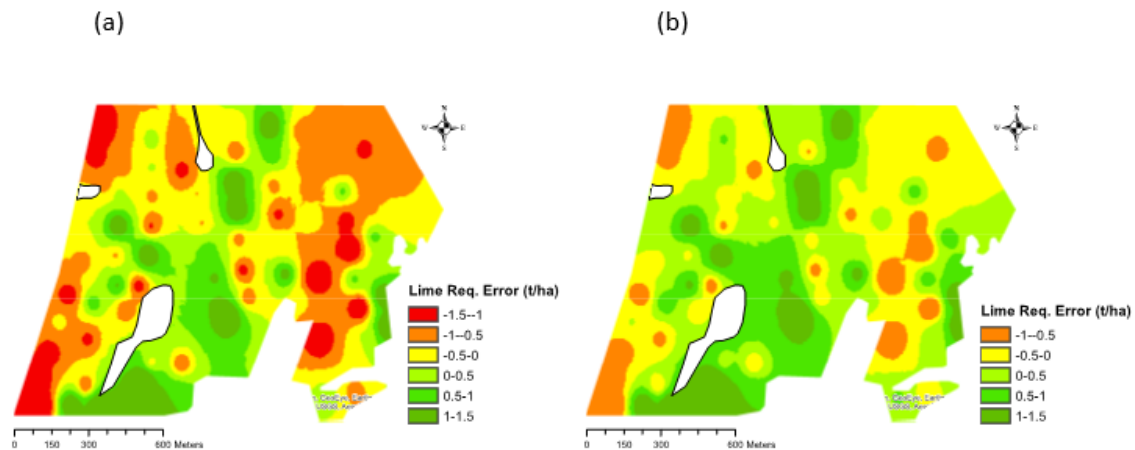 (a)
(b)
N
W E
S
N
W E
S
Lime Req. Error (t/ha)
-1.5--1
-1--0.5
-0.5-0
0-0.5
0.5-1
1-1.5
Lime Req. Error (t/ha)
-1--0.5
-0.5-0
0-0.5
0.5-1
1-1.5
0 150 300 600 Meters
0 150 300 600 Meters